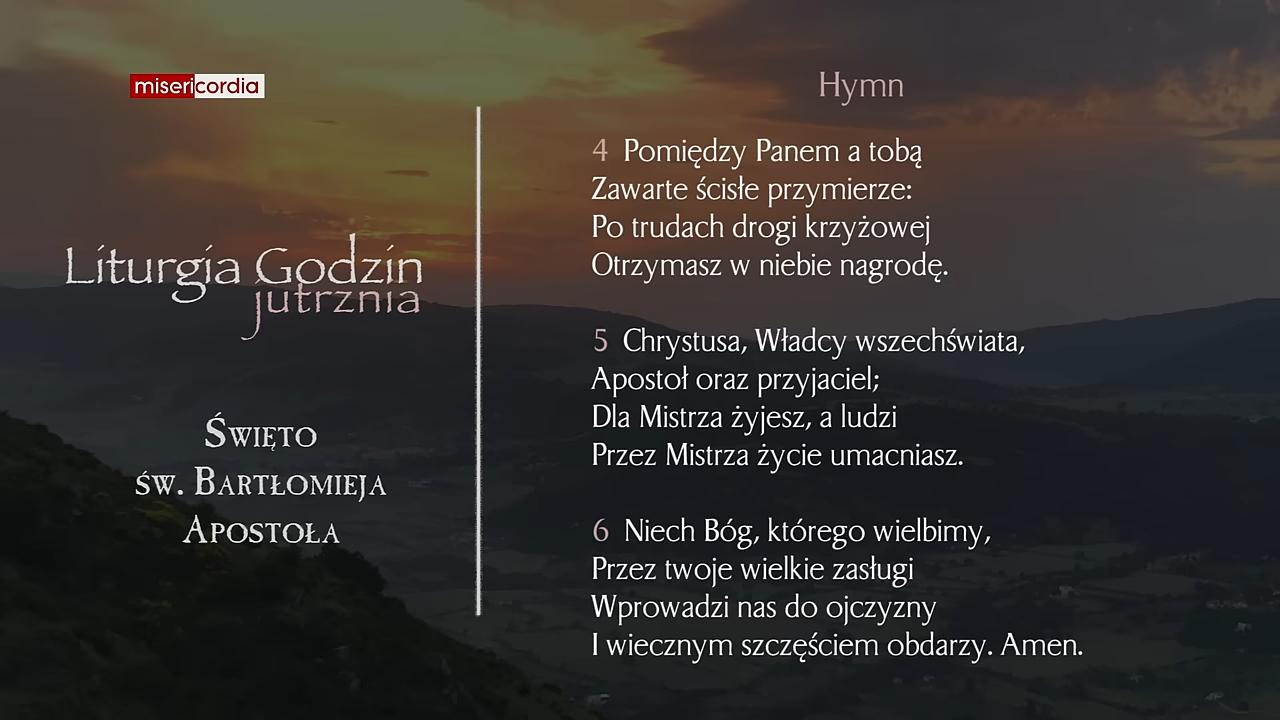 misericordia
Liturgia Godzin
jutrznia
Święto
św. Bartłomieja
Apostoła
Hymn
4 Pomiędzy Panem a tobą
Zawarte ścisłe przymierze:
Po trudach drogi krzyżowej
Otrzymasz w niebie nagrodę.
5 Chrystusa, Władcy wszechświata,
Apostoł oraz przyjaciel;
Dla Mistrza żyjesz, a ludzi
Przez Mistrza życie umacniasz.
6 Niech Bóg, którego wielbimy,
Przez twoje wielkie zasługi
Wprowadzi nas do ojczyzny
I wiecznym szczęściem obdarzy. Amen.